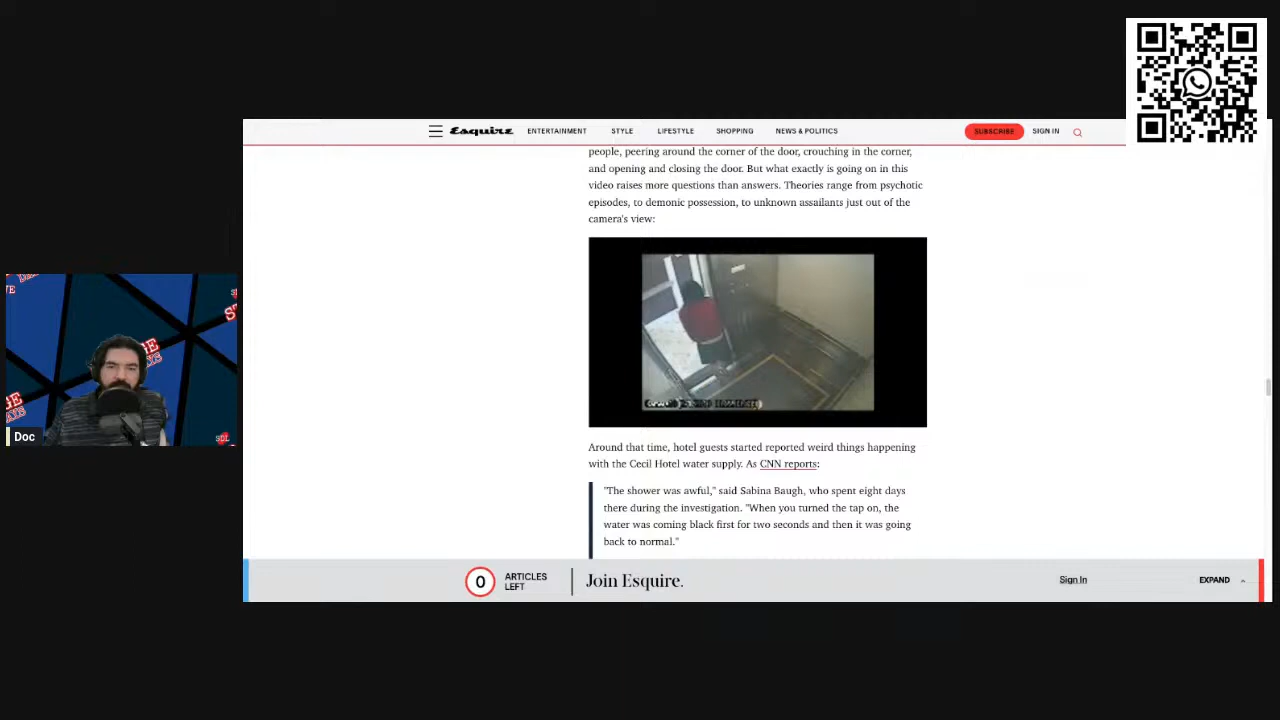 Esquire
ENTERTAINMENT STYLE LIFESTYLE SHOPPING NEWS & POLITICS
SUBSCRIBE SIGN IN
people, peering around the corner of the door, crouching in the corner,
and opening and closing the door. But what exactly is going on in this
video raises more questions than answers. Theories range from psychotic
episodes, to demonic possession, to unknown assailants just out of the
camera's view:
Around that time, hotel guests started reported weird things happening
with the Cecil Hotel water supply. As CNN reports:
"The shower was awful," said Sabina Baugh, who spent eight days
there during the investigation. "When you turned the tap on, the
water was coming black first for two seconds and then it was going
back to normal."
0 ARTICLES
LEFT
Join Esquire.
Sign In
EXPAND
Doc
SDL